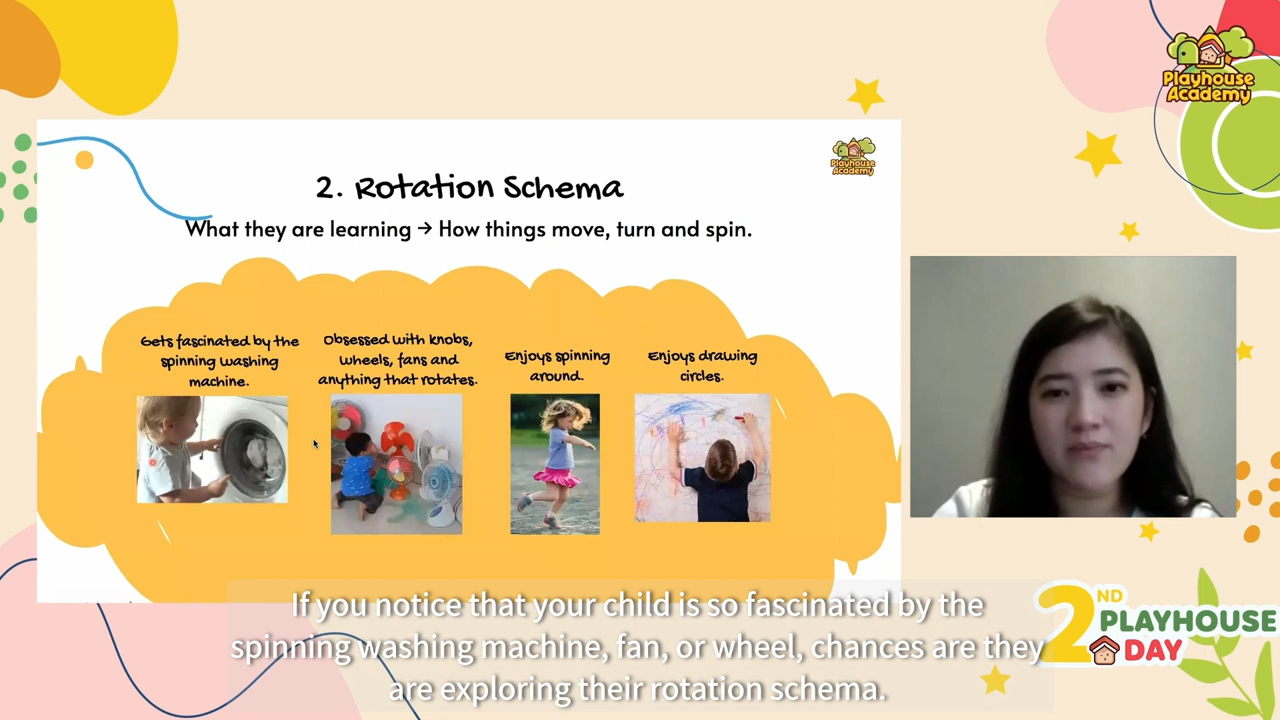 Playhouse
Academy
Playhouse
Academy
2. Rotation Schema
What they are learning → How things move, turn and spin.
Gets fascinated by the
spinning washing
machine.
Obsessed with knobs,
wheels, fans and
anything that rotates.
Enjoys spinning
around.
Enjoys drawing
circles.
If you notice that your child is so fascinated by the
spinning washing machine, fan, or wheel, chances are they
are exploring their rotation schema.
2ND
PLAYHOUSE
DAY